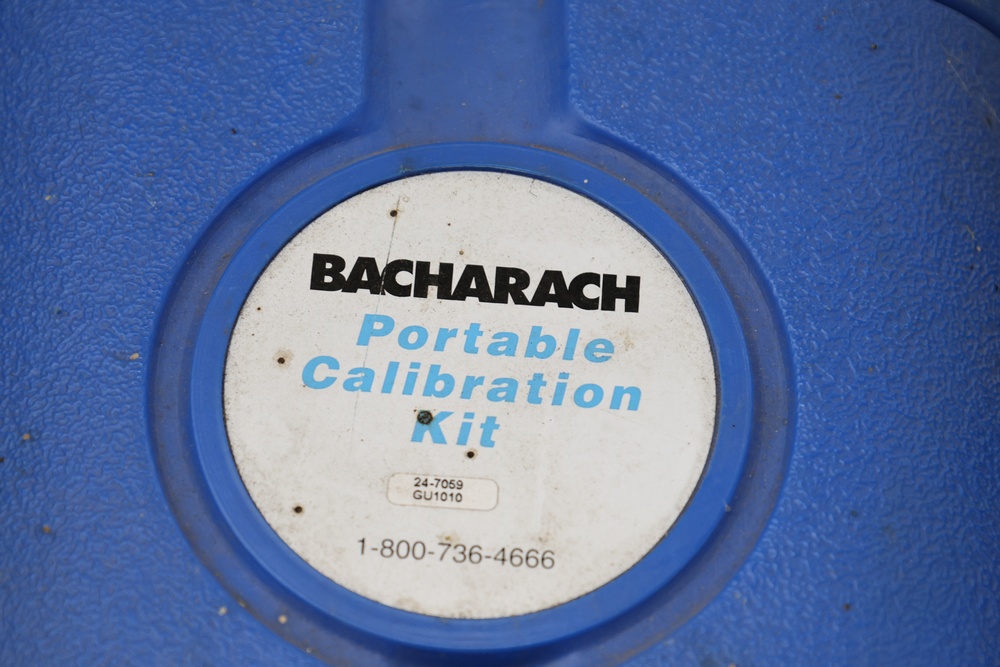 BACHARACH
Portable
Calibration
Kit
24-7059
GU1010
1-800-736-4666